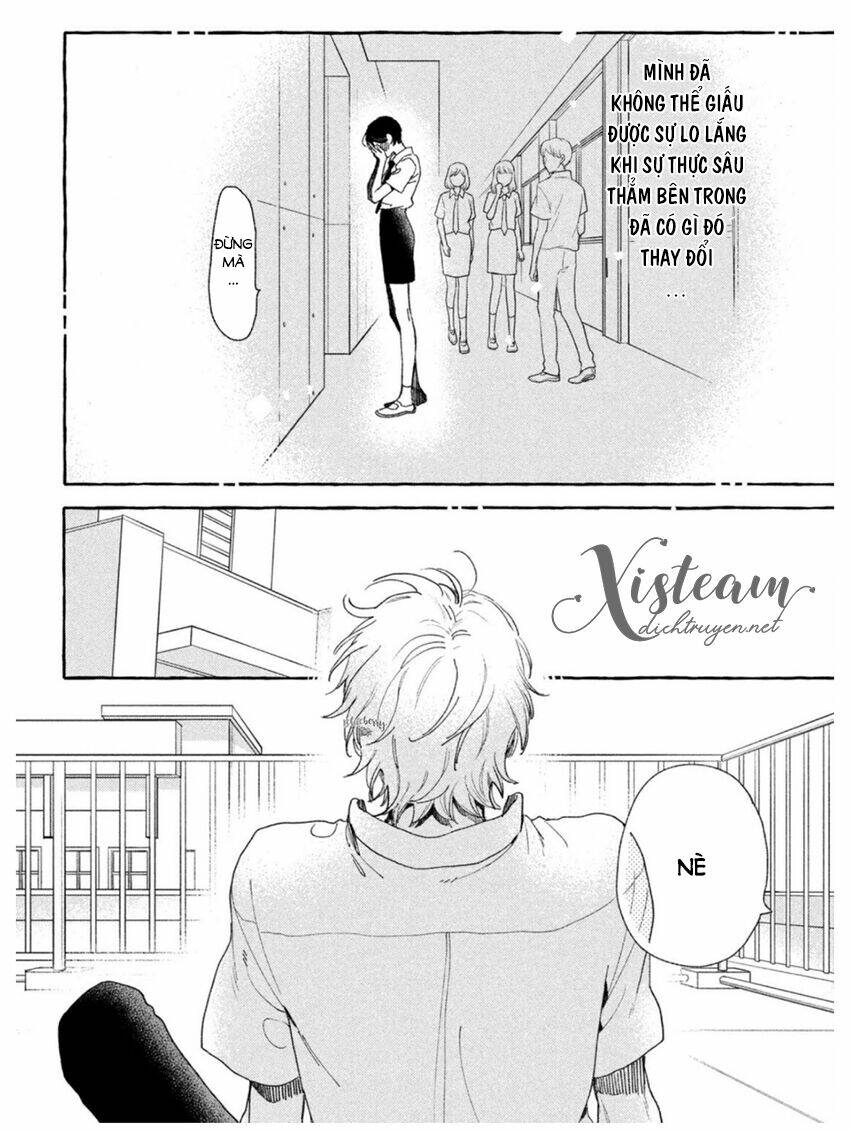 MÌNH ĐÃ
KHÔNG THỂ GIẤU
ĐƯỢC SỰ LO LẮNG
KHI SỰ THỰC SÂU
THẲM BÊN TRONG
ĐÃ CÓ GÌ ĐÓ
THAY ĐỔI
...
ĐỪNG
MÀ
...
Xisteam
dichtruyen.net
Blueberry
NÈ